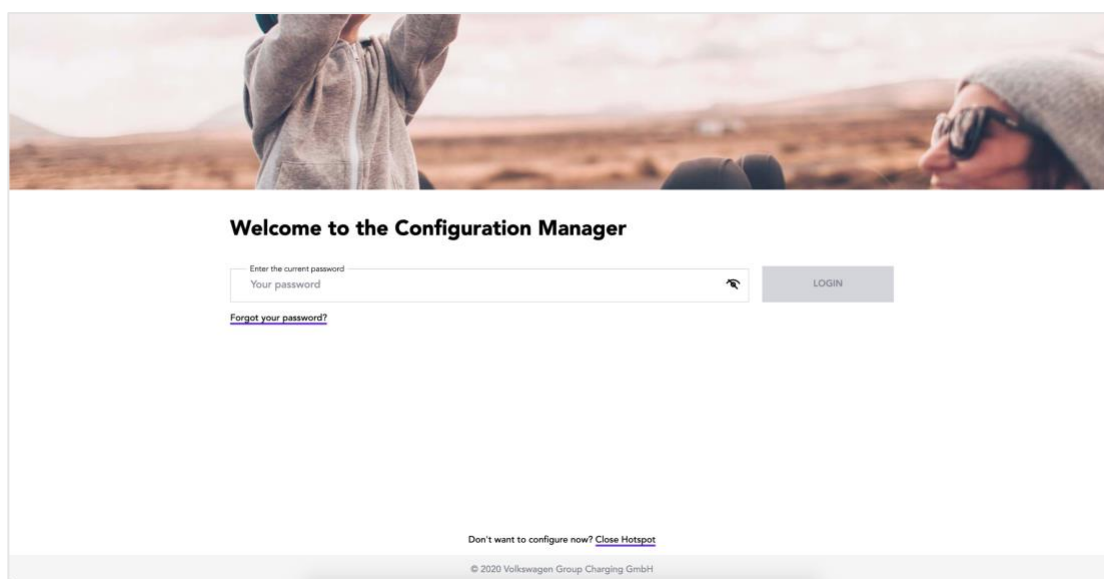 Welcome to the Configuration Manager
Enter the current password
Your password
LOGIN
Forgot your password?
Don't want to configure now? Close Hotspot
© 2020 Volkswagen Group Charging GmbH